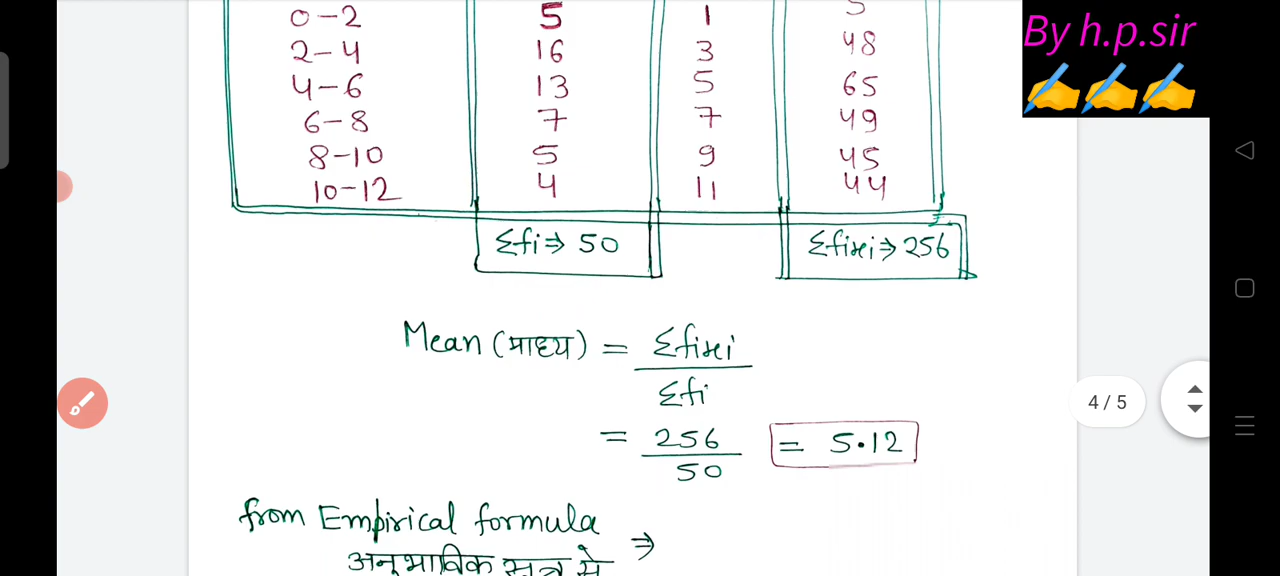 By h.p.sir
0-2 5 1 5
2-4 16 3 48
4-6 13 5 65
6-8 7 7 49
8-10 5 9 45
10-12 4 11 44
Σfi⇒ 50 Σfixi⇒256
Mean (माध्य) = Σfixi
Σfi
= 256 = 5.12
50
4 / 5
from Empirical formula
अनुभाविक सूत्र से ⇒